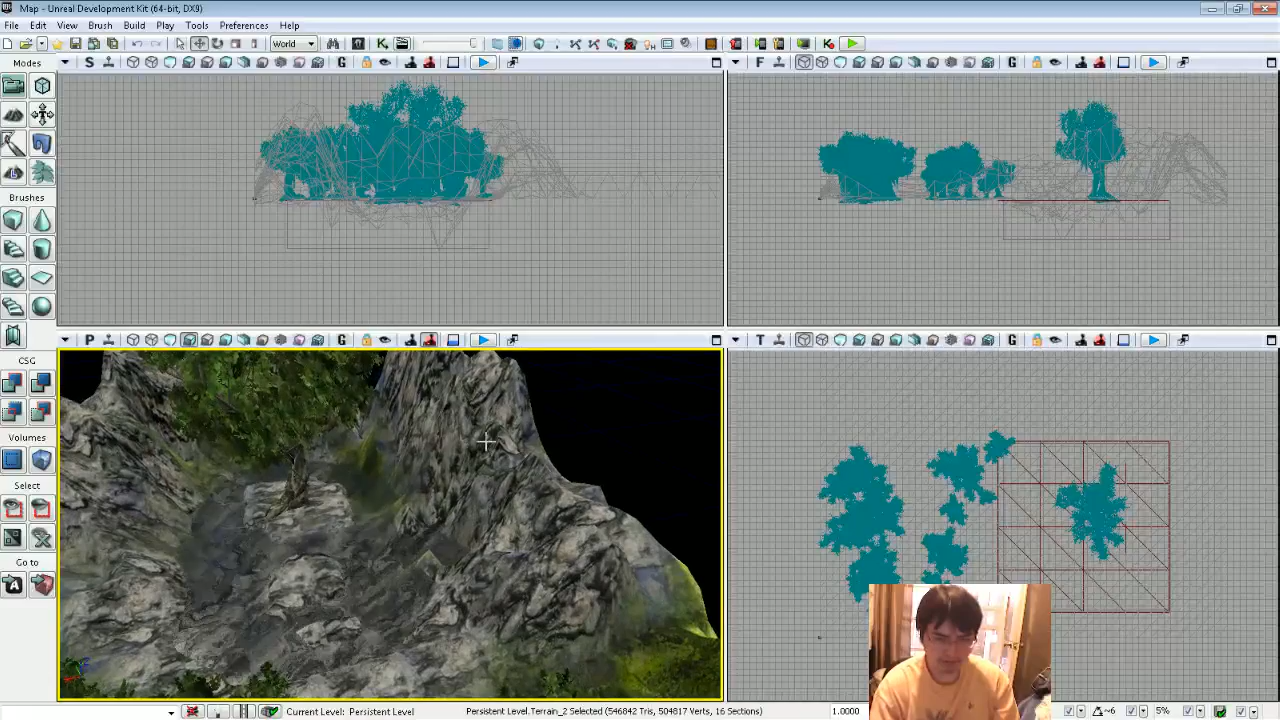 Map - Unreal Development Kit (64-bit, DX9)
File Edit View Brush Build Play Tools Preferences Help
World
Modes
S G
F G
Brushes
P G
T G
CSG
Volumes
Select
Go to
Current Level: Persistent Level
Persistent Level.Terrain_2 Selected (546842 Tris, 504817 Verts, 16 Sections)
1.0000
~6
5%